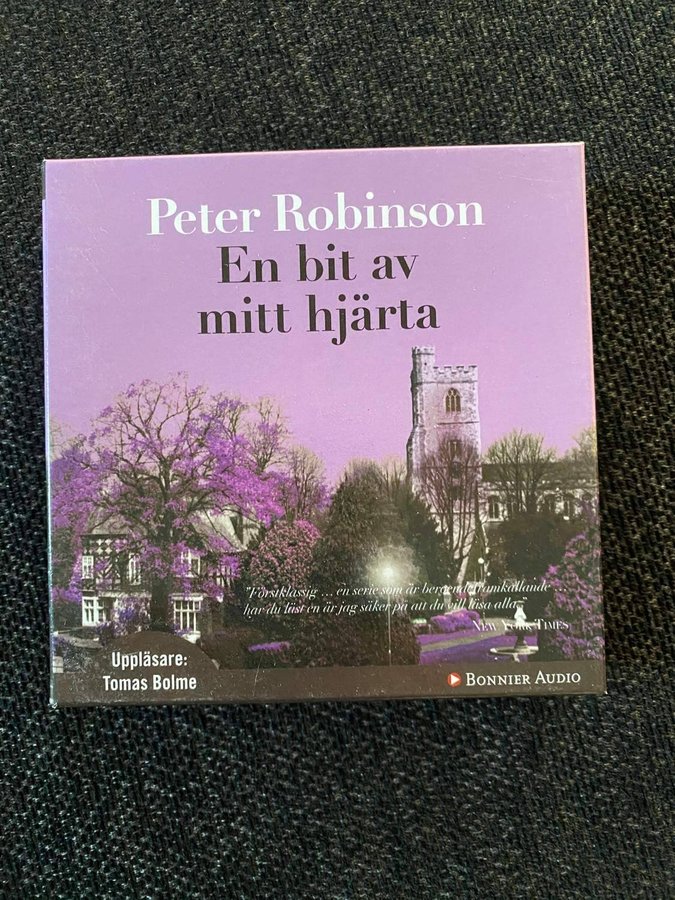 Peter Robinson
En bit av
mitt hjärta
"Förstklassig ... en serie som är beroendeframkallande ...
har du läst en är jag säker på att du vill läsa alla."
NEW YORK TIMES
Uppläsare:
Tomas Bolme
BONNIER AUDIO